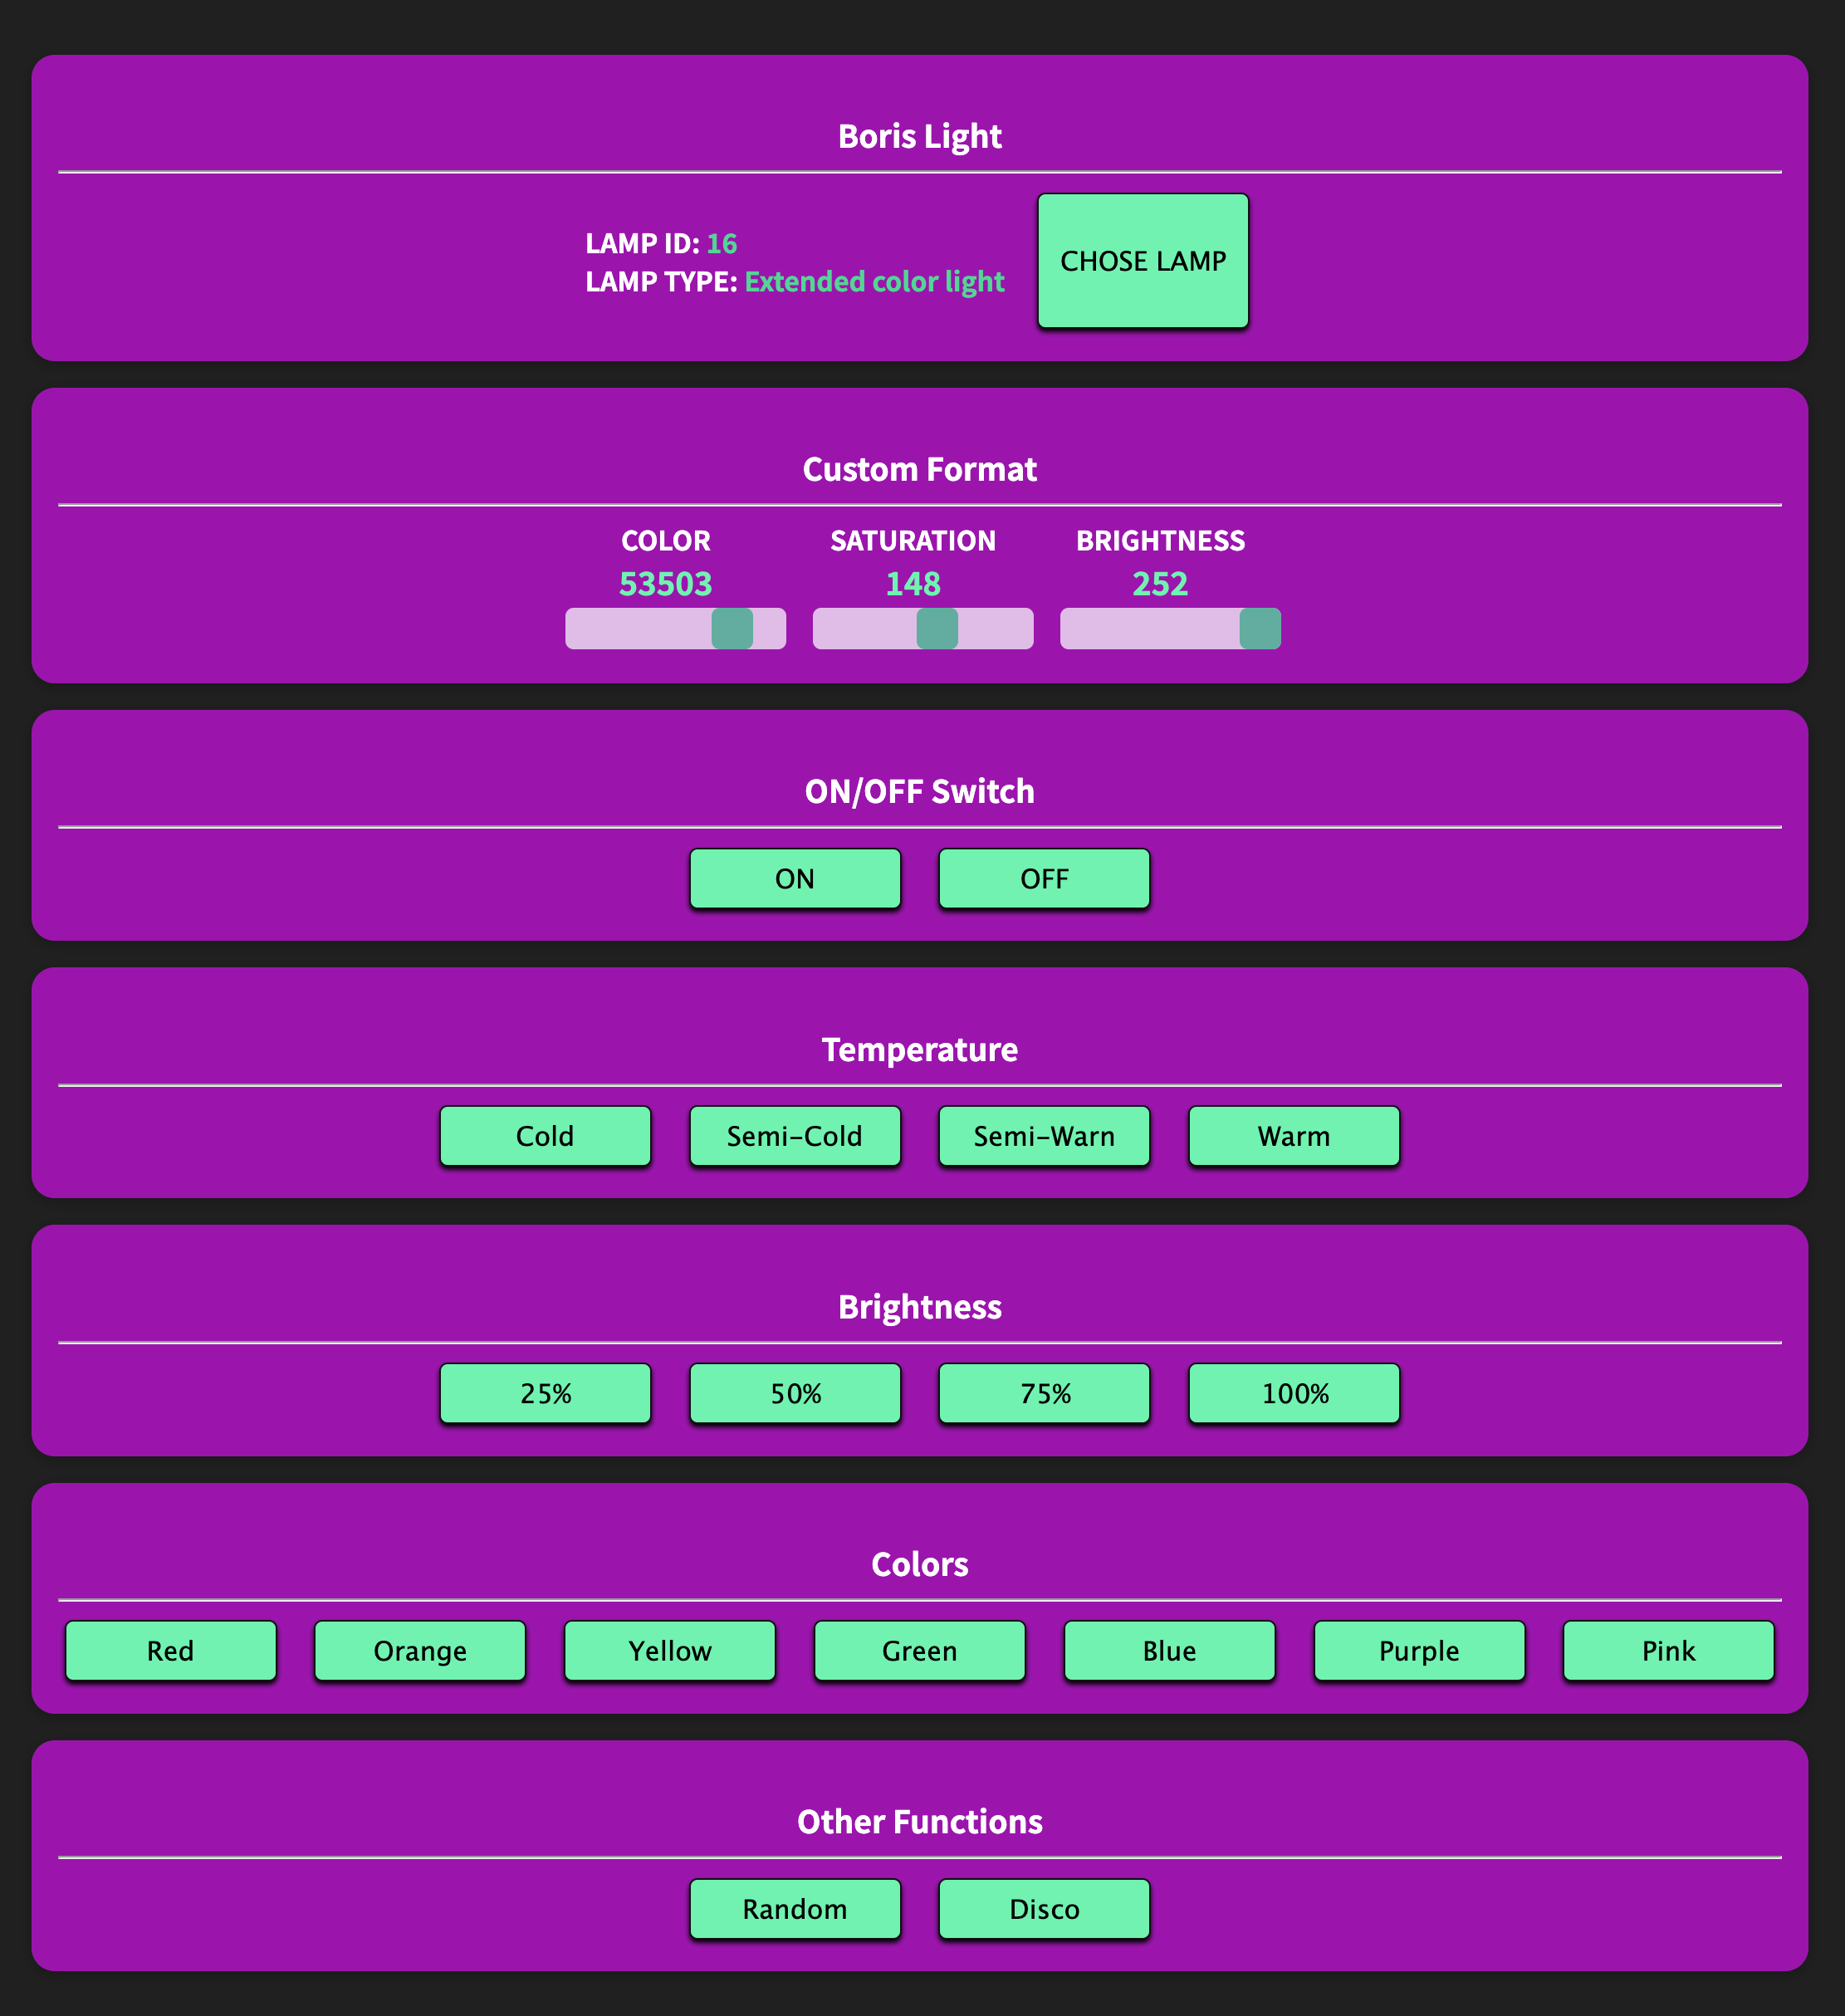 Boris Light
LAMP ID: 16
LAMP TYPE: Extended color light
CHOSE LAMP
Custom Format
COLOR SATURATION BRIGHTNESS
53503 148 252
ON/OFF Switch
ON OFF
Temperature
Cold Semi-Cold Semi-Warn Warm
Brightness
25% 50% 75% 100%
Colors
Red Orange Yellow Green Blue Purple Pink
Other Functions
Random Disco